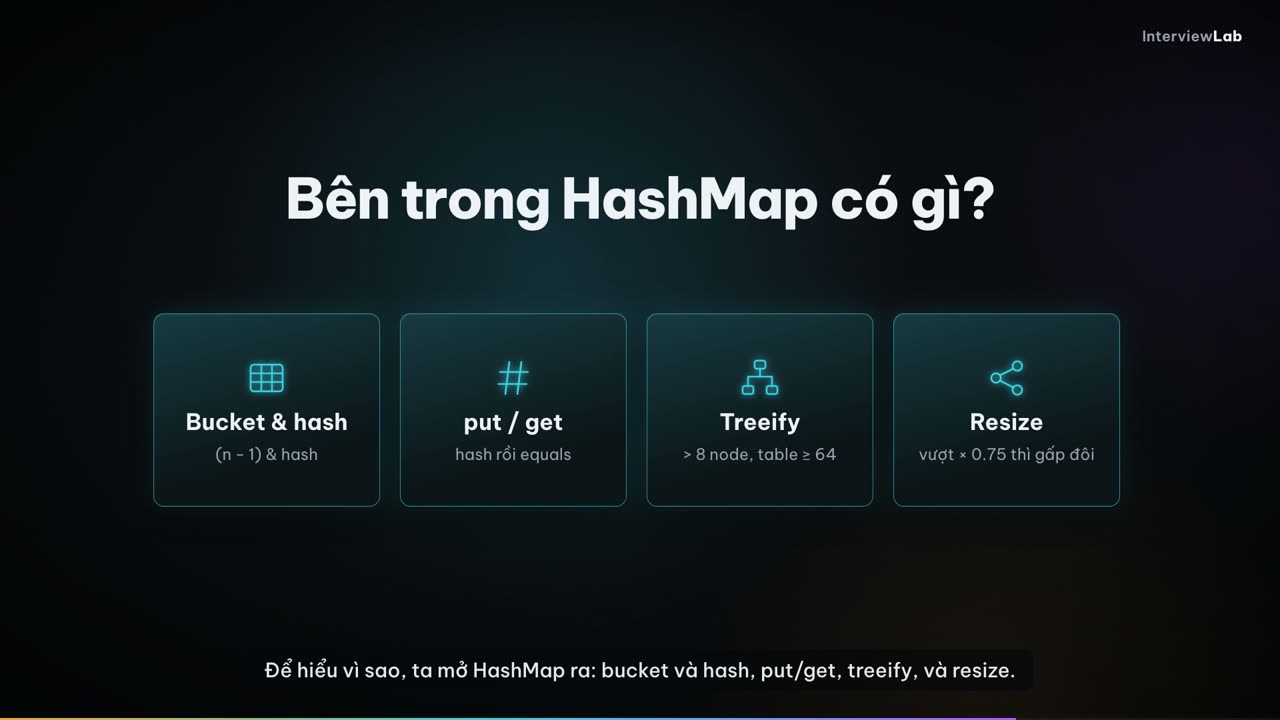 InterviewLab
Bên trong HashMap có gì?
Bucket & hash
(n - 1) & hash
put / get
hash rồi equals
Treeify
> 8 node, table ≥ 64
Resize
vượt × 0.75 thì gấp đôi
Để hiểu vì sao, ta mở HashMap ra: bucket và hash, put/get, treeify, và resize.